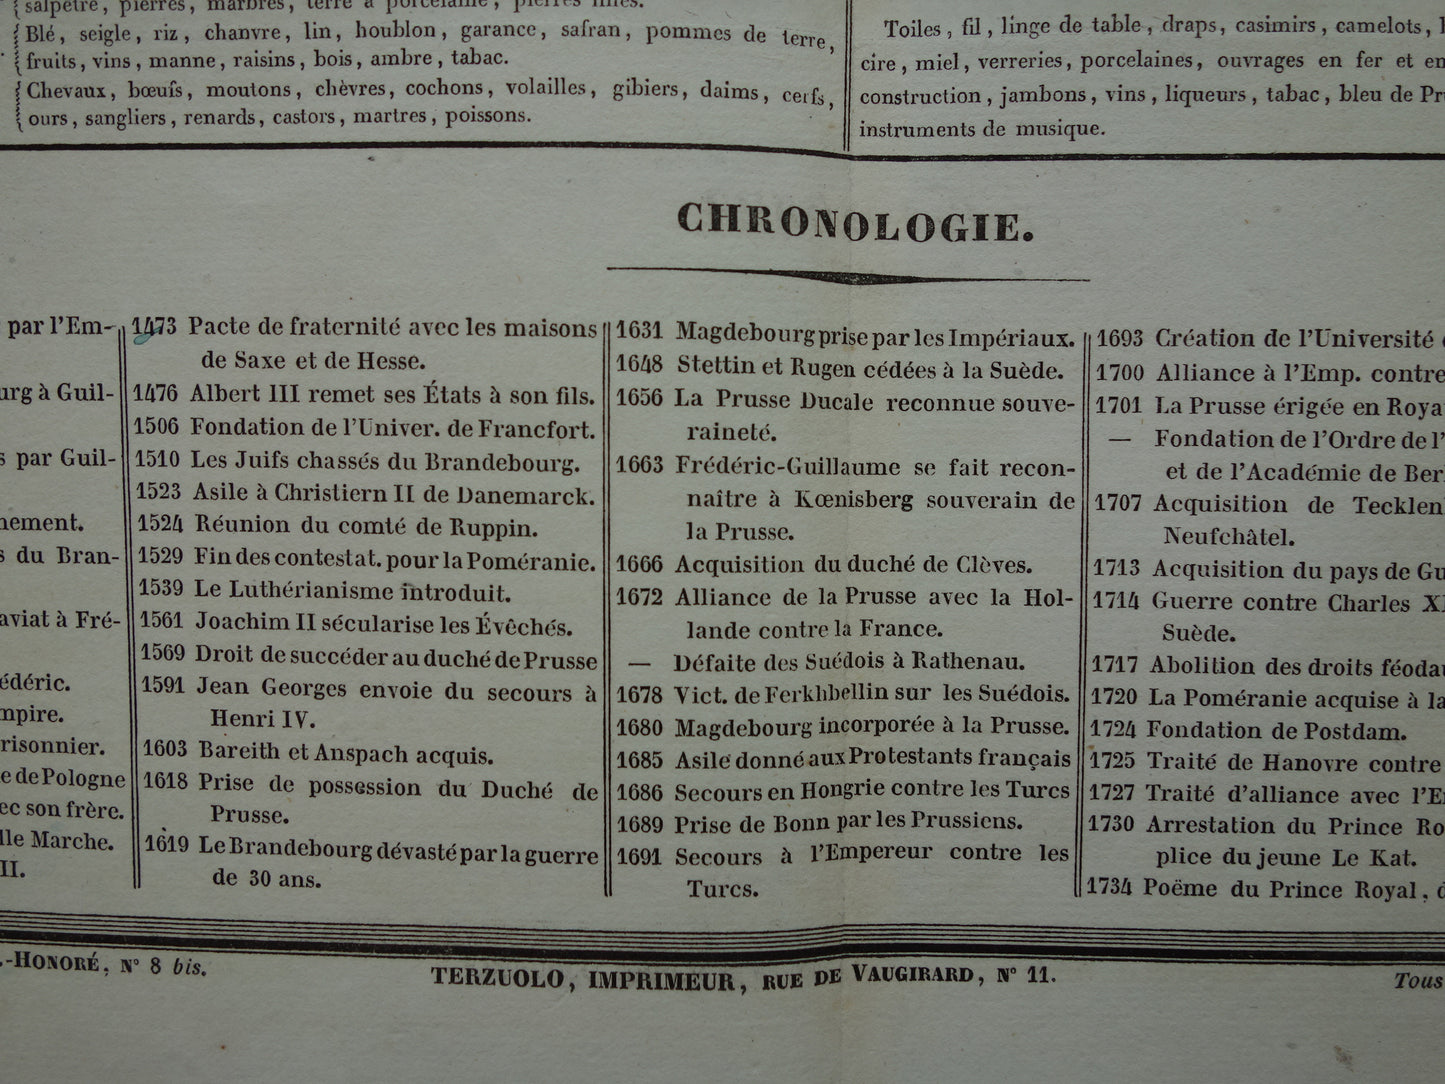 salpêtre, pierres, marbres, terre à porcelaine, pierres fines.
Blé, seigle, riz, chanvre, lin, houblon, garance, safran, pommes de terre,
fruits, vins, manne, raisins, bois, ambre, tabac.
Chevaux, bœufs, moutons, chèvres, cochons, volailles, gibiers, daims, cerfs,
ours, sangliers, renards, castors, martres, poissons.
Toiles, fil, linge de table, draps, casimirs, camelots,
cire, miel, verreries, porcelaines, ouvrages en fer et en
construction, jambons, vins, liqueurs, tabac, bleu de Pr
instruments de musique.
CHRONOLOGIE.
par l'Em-
urg à Guil-
s par Guil-
nement.
s du Bran-
aviat à Fré-
édéric.
mpire.
risonnier.
e de Pologne
ec son frère.
lle Marche.
II.
1473 Pacte de fraternité avec les maisons
de Saxe et de Hesse.
1476 Albert III remet ses États à son fils.
1506 Fondation de l'Univer. de Francfort.
1510 Les Juifs chassés du Brandebourg.
1523 Asile à Christiern II de Danemarck.
1524 Réunion du comté de Ruppin.
1529 Fin des contestat. pour la Poméranie.
1539 Le Luthérianisme introduit.
1561 Joachim II sécularise les Évêchés.
1569 Droit de succéder au duché de Prusse
1591 Jean Georges envoie du secours à
Henri IV.
1603 Bareith et Anspach acquis.
1618 Prise de possession du Duché de
Prusse.
1619 Le Brandebourg dévasté par la guerre
de 30 ans.
1631 Magdebourg prise par les Impériaux.
1648 Stettin et Rugen cédées à la Suède.
1656 La Prusse Ducale reconnue souve-
raineté.
1663 Frédéric-Guillaume se fait recon-
naître à Kœnisberg souverain de
la Prusse.
1666 Acquisition du duché de Clèves.
1672 Alliance de la Prusse avec la Hol-
lande contre la France.
— Défaite des Suédois à Rathenau.
1678 Vict. de Ferkhbellin sur les Suédois.
1680 Magdebourg incorporée à la Prusse.
1685 Asile donné aux Protestants français
1686 Secours en Hongrie contre les Turcs
1689 Prise de Bonn par les Prussiens.
1691 Secours à l'Empereur contre les
Turcs.
1693 Création de l'Université
1700 Alliance à l'Emp. contre
1701 La Prusse érigée en Roya
— Fondation de l'Ordre de l'
et de l'Académie de Ber
1707 Acquisition de Tecklen
Neufchâtel.
1713 Acquisition du pays de Gu
1714 Guerre contre Charles XI
Suède.
1717 Abolition des droits féoda
1720 La Poméranie acquise à la
1724 Fondation de Postdam.
1725 Traité de Hanovre contre
1727 Traité d'alliance avec l'E
1730 Arrestation du Prince Ro
plice du jeune Le Kat.
1734 Poëme du Prince Royal, d
-HONORÉ, N° 8 bis.
TERZUOLO, IMPRIMEUR, RUE DE VAUGIRARD, N° 11.
Tous